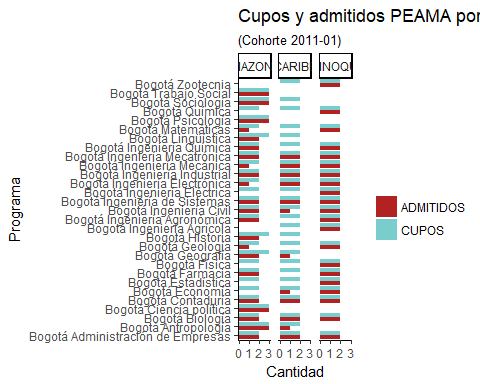 Cupos y admitidos PEAMA por
(Cohorte 2011-01)
MAZON
CARIB
INOQU
Programa
Bogotá Zootecnia
Bogotá Trabajo Social
Bogotá Sociología
Bogotá Química
Bogotá Psicología
Bogotá Matemáticas
Bogotá Lingüística
Bogotá Ingeniería Química
Bogotá Ingeniería Mecatrónica
Bogotá Ingeniería Mecánica
Bogotá Ingeniería Industrial
Bogotá Ingeniería Electrónica
Bogotá Ingeniería Eléctrica
Bogotá Ingeniería de Sistemas
Bogotá Ingeniería Civil
Bogotá Ingeniería Agronómica
Bogotá Ingeniería Agrícola
Bogotá Historia
Bogotá Geología
Bogotá Geografía
Bogotá Física
Bogotá Farmacia
Bogotá Estadística
Bogotá Economía
Bogotá Contaduría
Bogotá Ciencia política
Bogotá Biología
Bogotá Antropología
Bogotá Administración de Empresas
0 1 2 3 0 1 2 3 0 1 2 3
Cantidad
ADMITIDOS
CUPOS